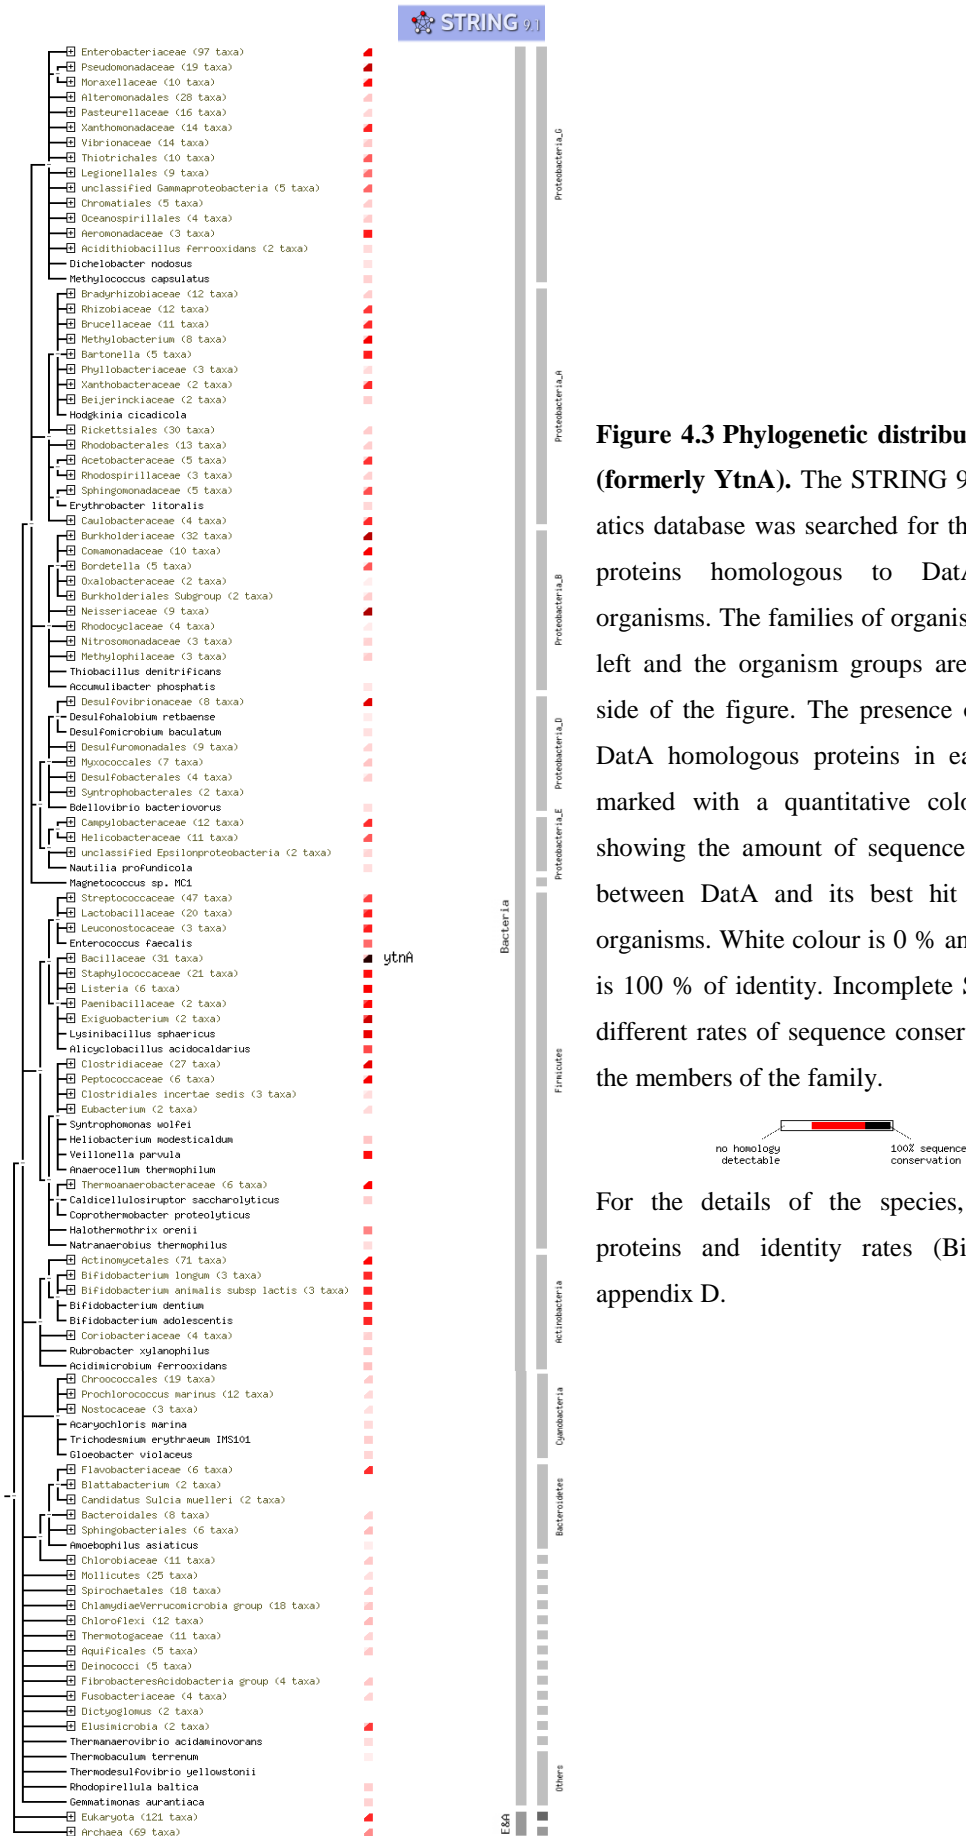 STRING 9.1
Enterobacteriaceae (97 taxa)
Pseudomonadaceae (19 taxa)
Moraxellaceae (10 taxa)
Alteromonadales (28 taxa)
Pasteurellaceae (16 taxa)
Xanthomonadaceae (14 taxa)
Vibrionaceae (14 taxa)
Thiotrichales (10 taxa)
Legionellales (9 taxa)
unclassified Gammaproteobacteria (5 taxa)
Chromatiales (5 taxa)
Oceanospirillales (4 taxa)
Aeromonadaceae (3 taxa)
Acidithiobacillus ferrooxidans (2 taxa)
Dichelobacter nodosus
Methylococcus capsulatus
Proteobacteria_G
Bradyrhizobiaceae (12 taxa)
Rhizobiaceae (12 taxa)
Brucellaceae (11 taxa)
Methylobacterium (8 taxa)
Bartonella (5 taxa)
Phyllobacteriaceae (3 taxa)
Xanthobacteraceae (2 taxa)
Beijerinckiaceae (2 taxa)
Hodgkinia cicadicola
Rickettsiales (30 taxa)
Rhodobacterales (13 taxa)
Acetobacteraceae (5 taxa)
Rhodospirillaceae (3 taxa)
Sphingomonadaceae (5 taxa)
Erythrobacter litoralis
Caulobacteraceae (4 taxa)
Proteobacteria_A
Burkholderiaceae (32 taxa)
Comamonadaceae (10 taxa)
Bordetella (5 taxa)
Oxalobacteraceae (2 taxa)
Burkholderiales Subgroup (2 taxa)
Neisseriaceae (9 taxa)
Rhodocyclaceae (4 taxa)
Nitrosomonadaceae (3 taxa)
Methylophilaceae (3 taxa)
Thiobacillus denitrificans
Accumulibacter phosphatis
Proteobacteria_B
Desulfovibrionaceae (8 taxa)
Desulfohalobium retbaense
Desulfomicrobium baculatum
Desulfuromonadales (9 taxa)
Myxococcales (7 taxa)
Desulfobacterales (4 taxa)
Syntrophobacterales (2 taxa)
Bdellovibrio bacteriovorus
Proteobacteria_D
Campylobacteraceae (12 taxa)
Helicobacteraceae (11 taxa)
unclassified Epsilonproteobacteria (2 taxa)
Nautilia profundicola
Proteobacteria_E
Magnetococcus sp. MC1
Streptococcaceae (47 taxa)
Lactobacillaceae (20 taxa)
Leuconostocaceae (3 taxa)
Enterococcus faecalis
Bacillaceae (31 taxa)
ytnA
Staphylococcaceae (21 taxa)
Listeria (6 taxa)
Paenibacillaceae (2 taxa)
Exiguobacterium (2 taxa)
Lysinibacillus sphaericus
Alicyclobacillus acidocaldarius
Clostridiaceae (27 taxa)
Peptococcaceae (6 taxa)
Clostridiales incertae sedis (3 taxa)
Eubacterium (2 taxa)
Syntrophomonas wolfei
Heliobacterium modesticaldum
Veillonella parvula
Anaerocellum thermophilum
Thermoanaerobacteraceae (6 taxa)
Caldicellulosiruptor saccharolyticus
Coprothermobacter proteolyticus
Halothermothrix orenii
Natranaerobius thermophilus
Firmicutes
Bacteria
Actinomycetales (71 taxa)
Bifidobacterium longum (3 taxa)
Bifidobacterium animalis subsp lactis (3 taxa)
Bifidobacterium dentium
Bifidobacterium adolescentis
Coriobacteriaceae (4 taxa)
Rubrobacter xylanophilus
Acidimicrobium ferrooxidans
Actinobacteria
Chroococcales (19 taxa)
Prochlorococcus marinus (12 taxa)
Nostocaceae (3 taxa)
Acaryochloris marina
Trichodesmium erythraeum IMS101
Gloeobacter violaceus
Cyanobacteria
Flavobacteriaceae (6 taxa)
Blattabacterium (2 taxa)
Candidatus Sulcia muelleri (2 taxa)
Bacteroidales (8 taxa)
Sphingobacteriales (6 taxa)
Amoebophilus asiaticus
Bacteroidetes
Chlorobiaceae (11 taxa)
Mollicutes (25 taxa)
Spirochaetales (18 taxa)
ChlamydiaeVerrucomicrobia group (18 taxa)
Chloroflexi (12 taxa)
Thermotogaceae (11 taxa)
Aquificales (5 taxa)
Deinococci (5 taxa)
FibrobacteresAcidobacteria group (4 taxa)
Fusobacteriaceae (4 taxa)
Dictyoglomus (2 taxa)
Elusimicrobia (2 taxa)
Thermanaerovibrio acidaminovorans
Thermobaculum terrenum
Thermodesulfovibrio yellowstonii
Rhodopirellula baltica
Gemmatimonas aurantiaca
Others
Eukaryota (121 taxa)
Archaea (69 taxa)
E&A
Figure 4.3 Phylogenetic distribu
(formerly YtnA). The STRING 9
atics database was searched for th
proteins homologous to DatA
organisms. The families of organis
left and the organism groups are
side of the figure. The presence o
DatA homologous proteins in ea
marked with a quantitative colo
showing the amount of sequence
between DatA and its best hit
organisms. White colour is 0 % an
is 100 % of identity. Incomplete S
different rates of sequence conser
the members of the family.
no homology
detectable
100% sequence
conservation
For the details of the species,
proteins and identity rates (Bi
appendix D.